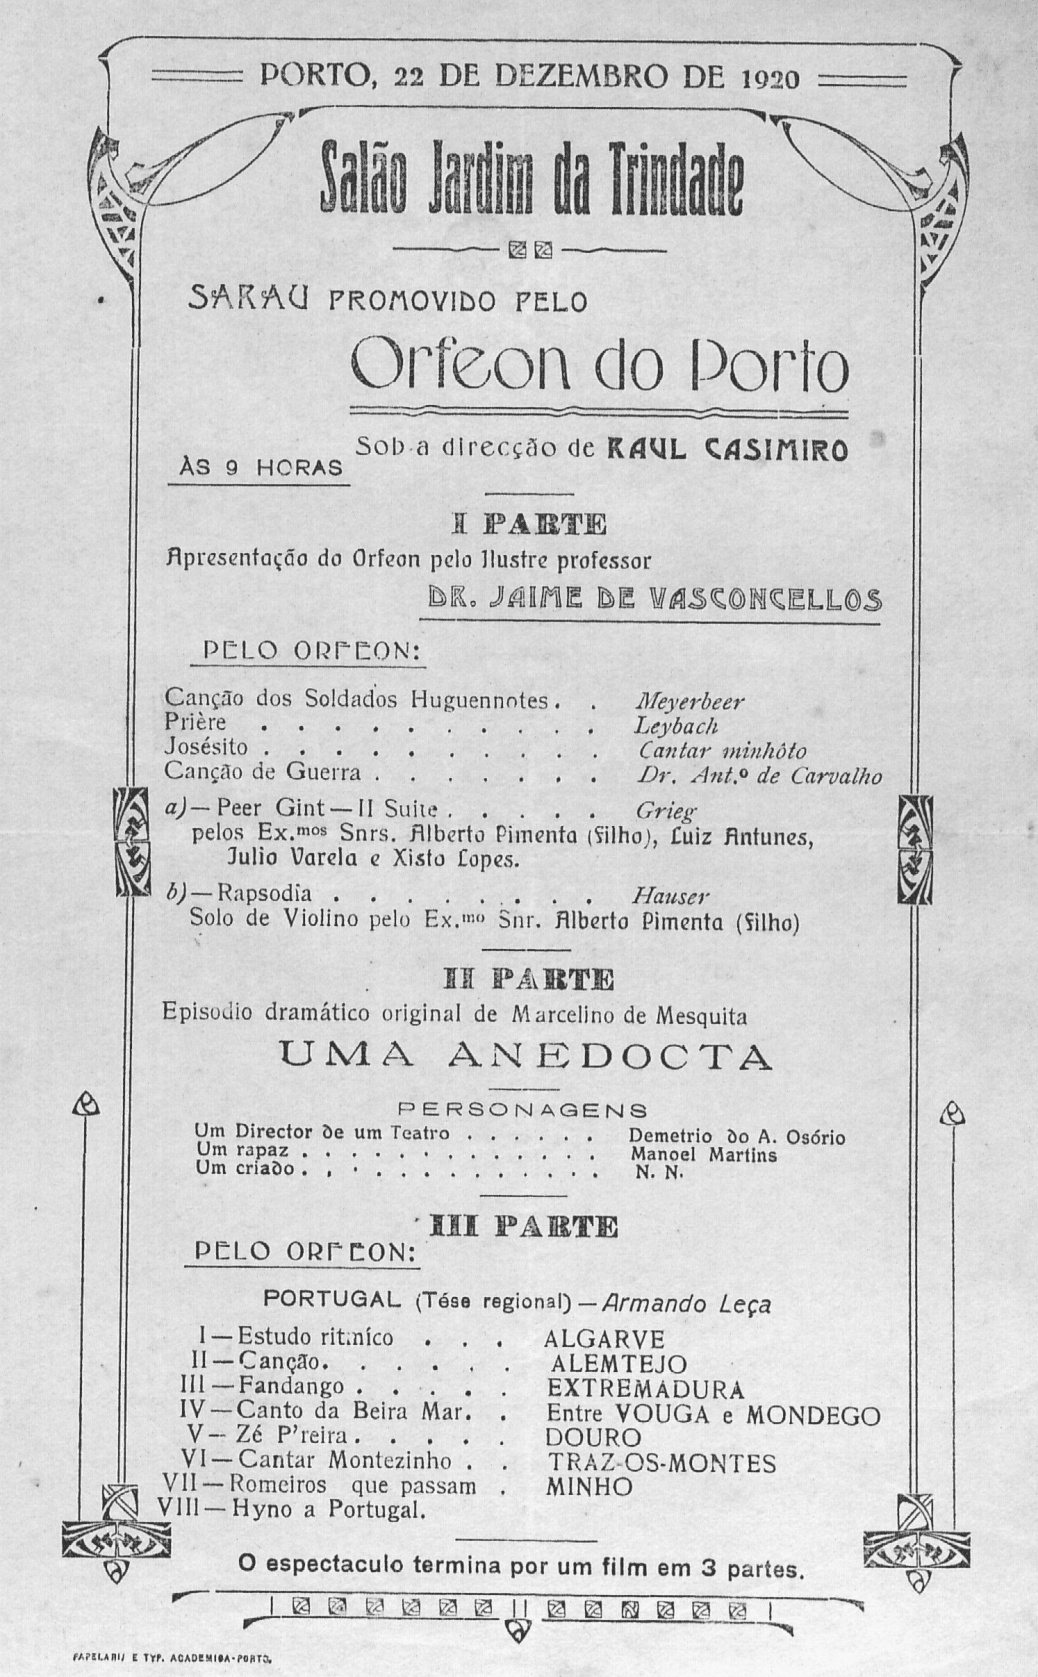 PORTO, 22 DE DEZEMBRO DE 1920
Salão Jardim da Trindade
SARAU PROMOVIDO PELO
Orfeon do Porto
Sob a direcção de RAUL CASIMIRO
ÀS 9 HORAS
I PARTE
Apresentação do Orfeon pelo Ilustre professor
DR. JAIME DE VASCONCELLOS
PELO ORFEON:
Canção dos Soldados Huguennotes. . Meyerbeer
Prière . . . . . . . . . . Leybach
Josésito . . . . . . . . . . Cantar minhôto
Canção de Guerra . . . . . . . Dr. Ant.º de Carvalho
a)—Peer Gint—II Suite . . . . . Grieg
pelos Ex.mos Snrs. Alberto Pimenta (filho), Luiz Antunes,
Julio Varela e Xisto Lopes.
b)—Rapsodia . . . . . . . . Hauser
Solo de Violino pelo Ex.mo Snr. Alberto Pimenta (filho)
II PARTE
Episodio dramático original de Marcelino de Mesquita
UMA ANEDOCTA
PERSONAGENS
Um Director de um Teatro . . . . . . Demetrio do A. Osório
Um rapaz . . . . . . . . . . . . . Manoel Martins
Um criado . . . . . . . . . . . . . N. N.
III PARTE
PELO ORFEON:
PORTUGAL (Tése regional)—Armando Leça
I—Estudo ritmíco . . . ALGARVE
II—Canção. . . . . . ALEMTEJO
III—Fandango . . . . . EXTREMADURA
IV—Canto da Beira Mar. . Entre VOUGA e MONDEGO
V—Zé P'reira . . . . . DOURO
VI—Cantar Montezinho . . TRAZ-OS-MONTES
VII—Romeiros que passam . MINHO
VIII—Hyno a Portugal.
O espectaculo termina por um film em 3 partes.
PAPELARIA E TYP. ACADEMICA-PORTO.